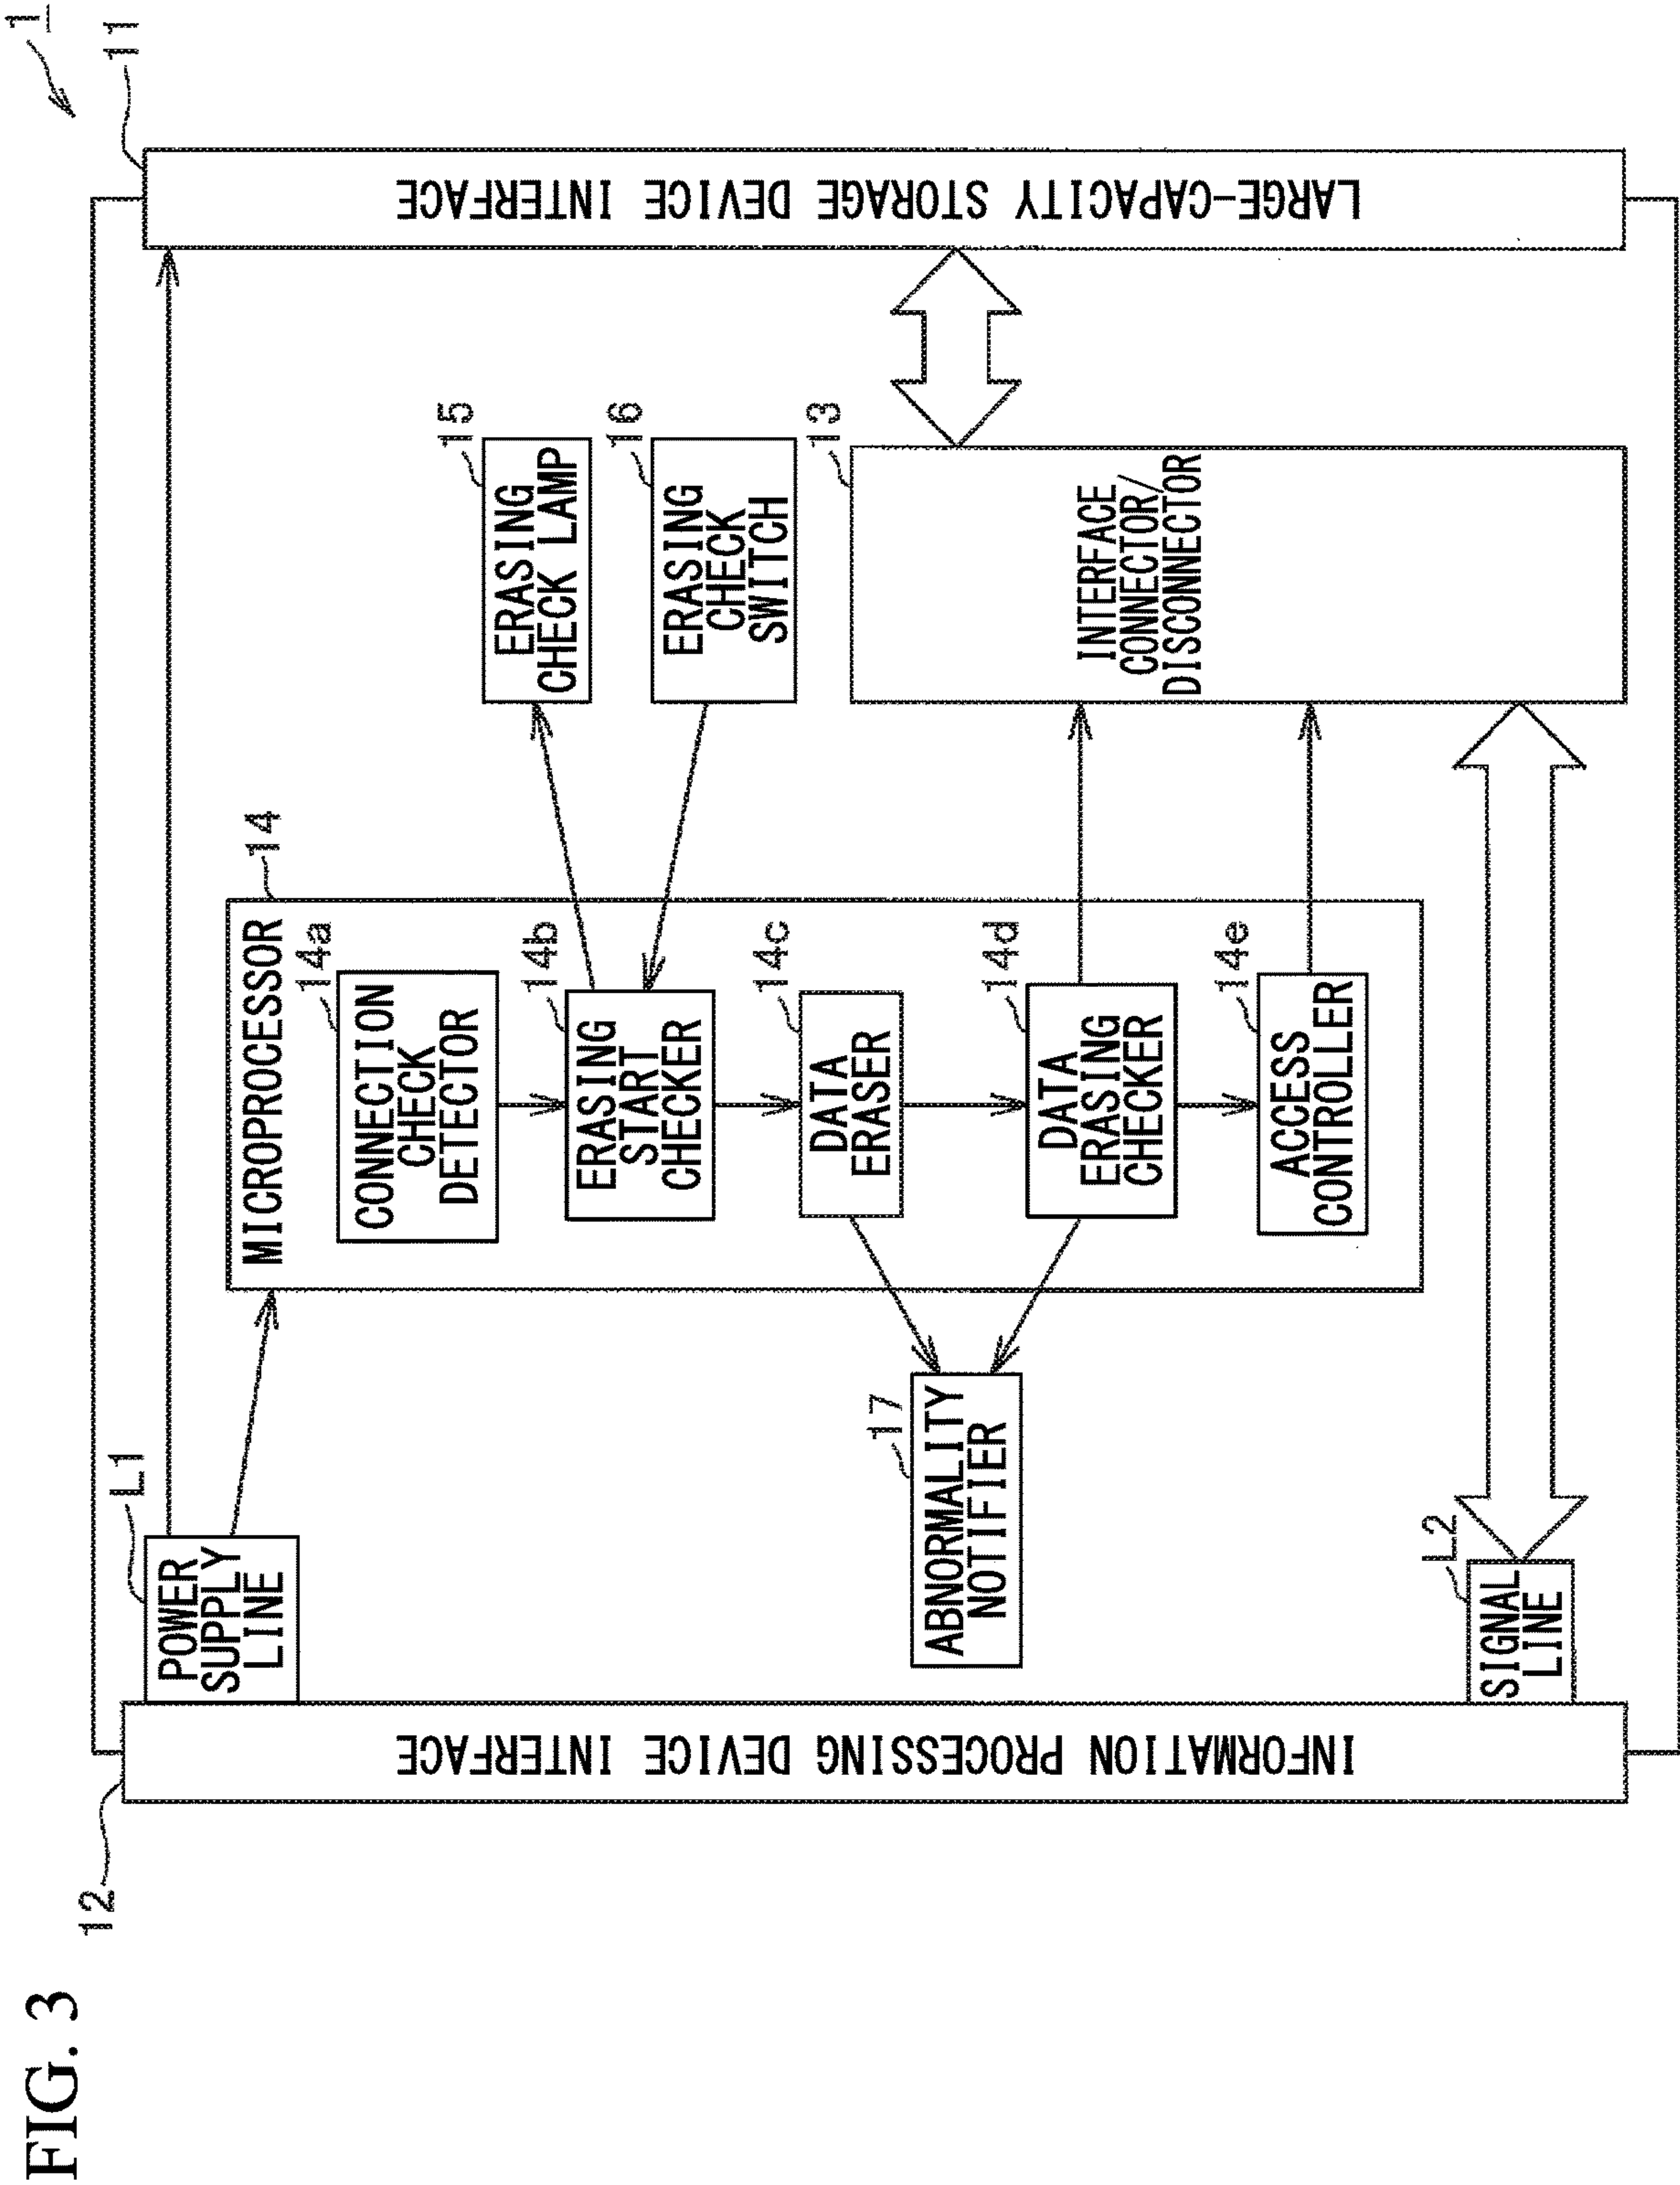 FIG. 3
1
12
INFORMATION PROCESSING DEVICE INTERFACE
L1
POWER
SUPPLY
LINE
17
ABNORMALITY
NOTIFIER
L2
SIGNAL
LINE
14
MICROPROCESSOR
14a
CONNECTION
CHECK
DETECTOR
14b
ERASING
START
CHECKER
14c
DATA
ERASER
14d
DATA
ERASING
CHECKER
14e
ACCESS
CONTROLLER
15
ERASING
CHECK LAMP
16
ERASING
CHECK
SWITCH
13
INTERFACE
CONNECTOR/
DISCONNECTOR
11
LARGE-CAPACITY STORAGE DEVICE INTERFACE